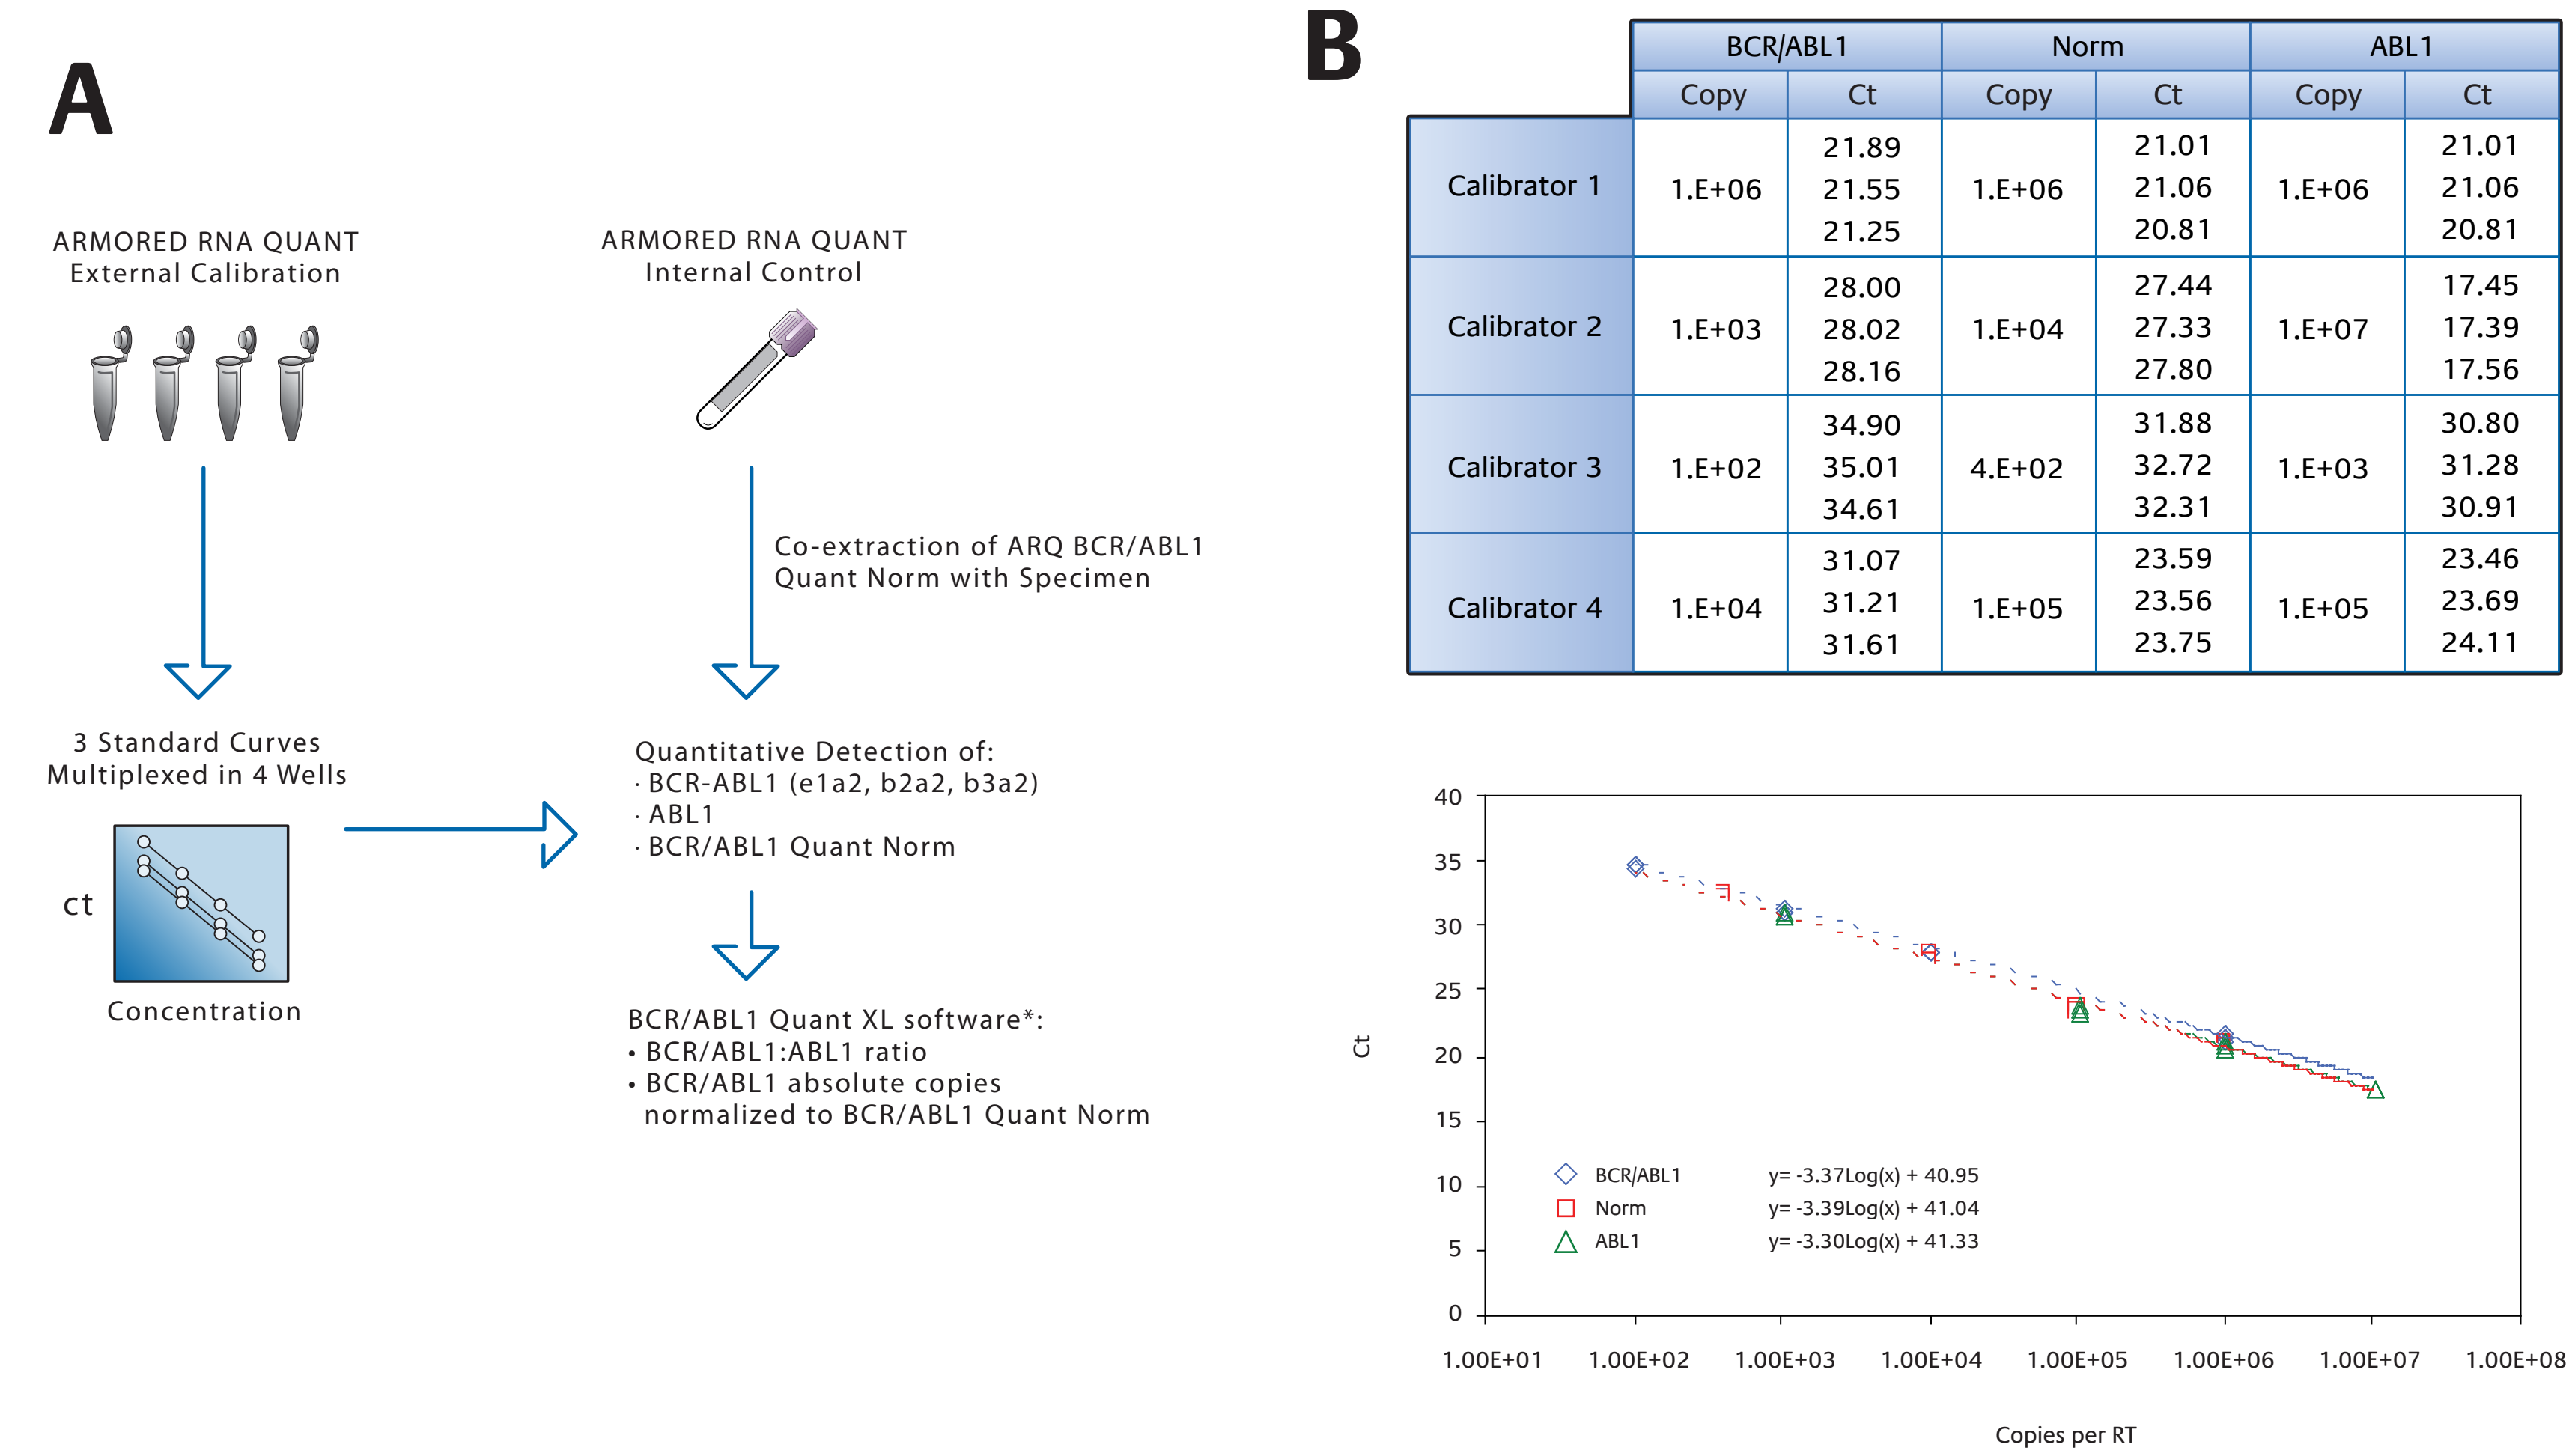 A
ARMORED RNA QUANT
External Calibration
ARMORED RNA QUANT
Internal Control
Co-extraction of ARQ BCR/ABL1
Quant Norm with Specimen
3 Standard Curves
Multiplexed in 4 Wells
ct
Concentration
Quantitative Detection of:
· BCR-ABL1 (e1a2, b2a2, b3a2)
· ABL1
· BCR/ABL1 Quant Norm
BCR/ABL1 Quant XL software*:
• BCR/ABL1:ABL1 ratio
• BCR/ABL1 absolute copies
normalized to BCR/ABL1 Quant Norm
B
BCR/ABL1 Norm ABL1
Copy Ct Copy Ct Copy Ct
21.89 21.01 21.01
Calibrator 1 1.E+06 21.55 1.E+06 21.06 1.E+06 21.06
21.25 20.81 20.81
28.00 27.44 17.45
Calibrator 2 1.E+03 28.02 1.E+04 27.33 1.E+07 17.39
28.16 27.80 17.56
34.90 31.88 30.80
Calibrator 3 1.E+02 35.01 4.E+02 32.72 1.E+03 31.28
34.61 32.31 30.91
31.07 23.59 23.46
Calibrator 4 1.E+04 31.21 1.E+05 23.56 1.E+05 23.69
31.61 23.75 24.11
40
35
30
25
20
15
10
5
0
Ct
BCR/ABL1 y= -3.37Log(x) + 40.95
Norm y= -3.39Log(x) + 41.04
ABL1 y= -3.30Log(x) + 41.33
1.00E+01 1.00E+02 1.00E+03 1.00E+04 1.00E+05 1.00E+06 1.00E+07 1.00E+08
Copies per RT